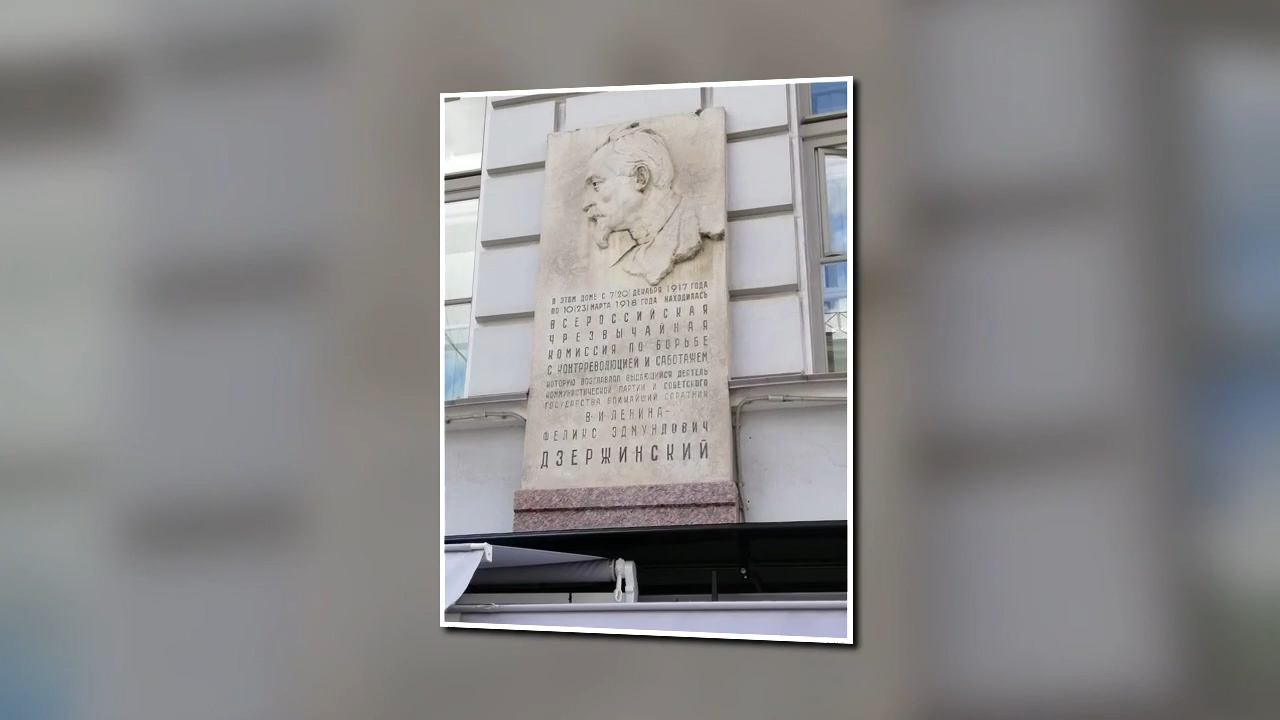 В ЭТОМ ДОМЕ С 7(20) ДЕКАБРЯ 1917 ГОДА
ПО 10(23) МАРТА 1918 ГОДА НАХОДИЛАСЬ
ВСЕРОССИЙСКАЯ
ЧРЕЗВЫЧАЙНАЯ
КОМИССИЯ ПО БОРЬБЕ
С КОНТРРЕВОЛЮЦИЕЙ И САБОТАЖЕМ
КОТОРУЮ ВОЗГЛАВЛЯЛ ВЫДАЮЩИЙСЯ ДЕЯТЕЛЬ
КОММУНИСТИЧЕСКОЙ ПАРТИИ И СОВЕТСКОГО
ГОСУДАРСТВА БЛИЖАЙШИЙ СОРАТНИК
В·И ЛЕНИНА-
ФЕЛИКС ЭДМУНДОВИЧ
ДЗЕРЖИНСКИЙ